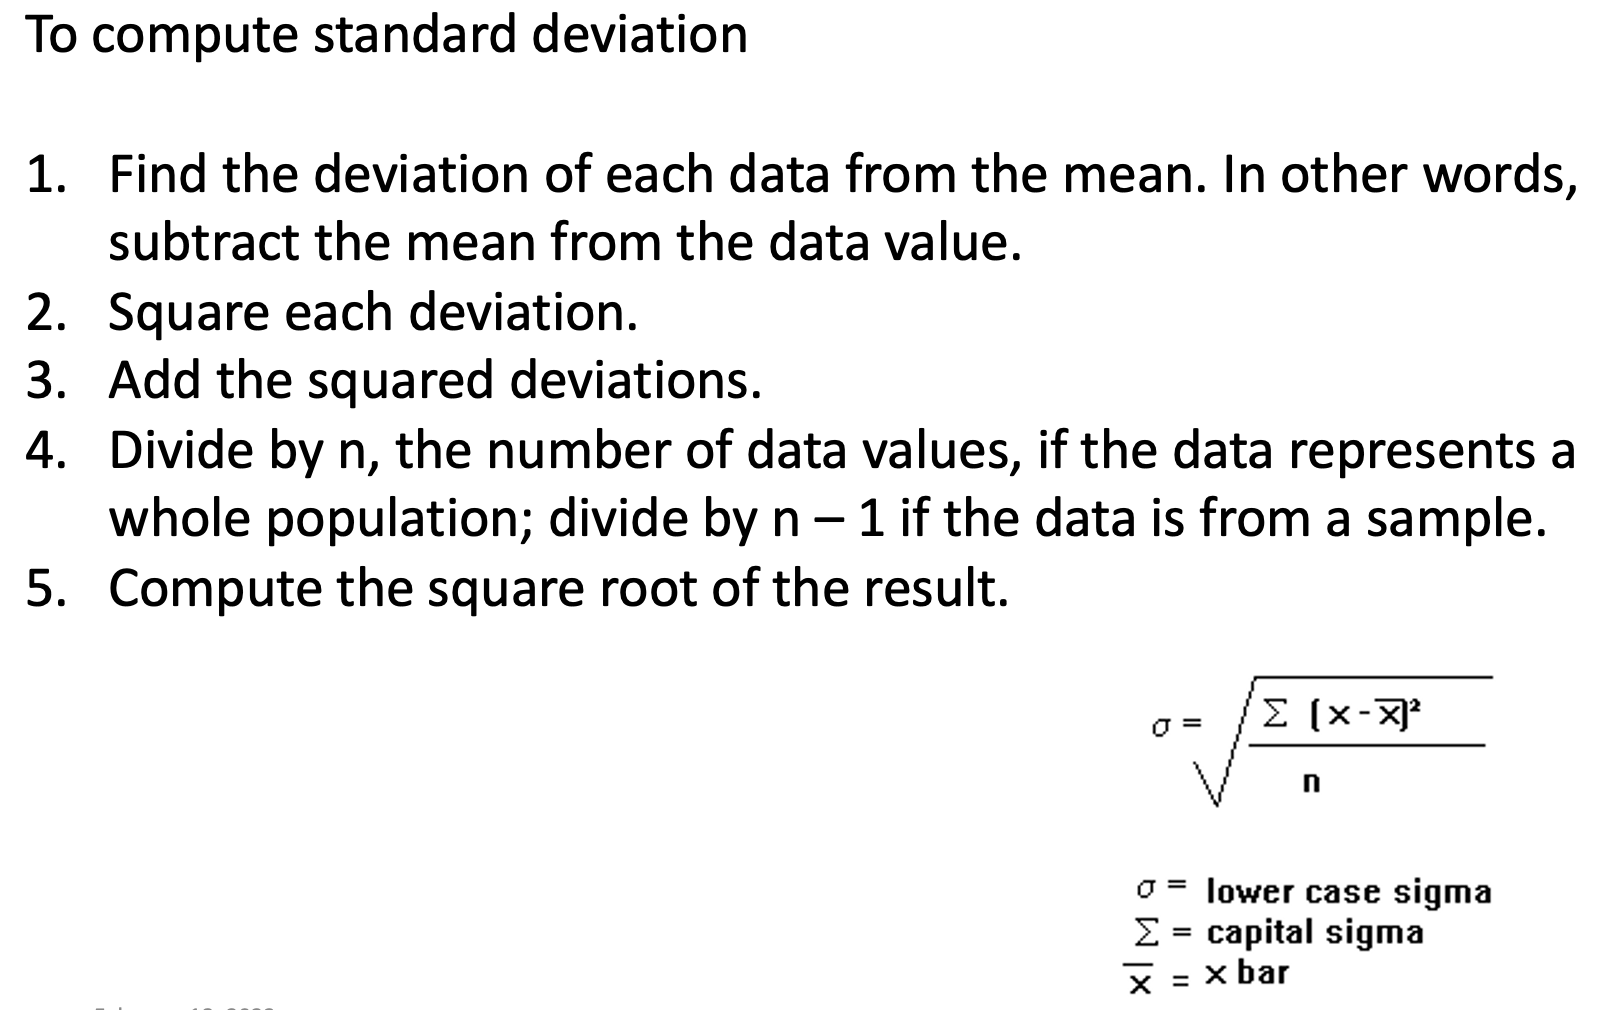 To compute standard deviation
1. Find the deviation of each data from the mean. In other words,
subtract the mean from the data value.
2. Square each deviation.
3. Add the squared deviations.
4. Divide by n, the number of data values, if the data represents a
whole population; divide by n – 1 if the data is from a sample.
5. Compute the square root of the result.
σ = √ Σ (x - x̅)²
n
σ = lower case sigma
Σ = capital sigma
x̅ = x bar